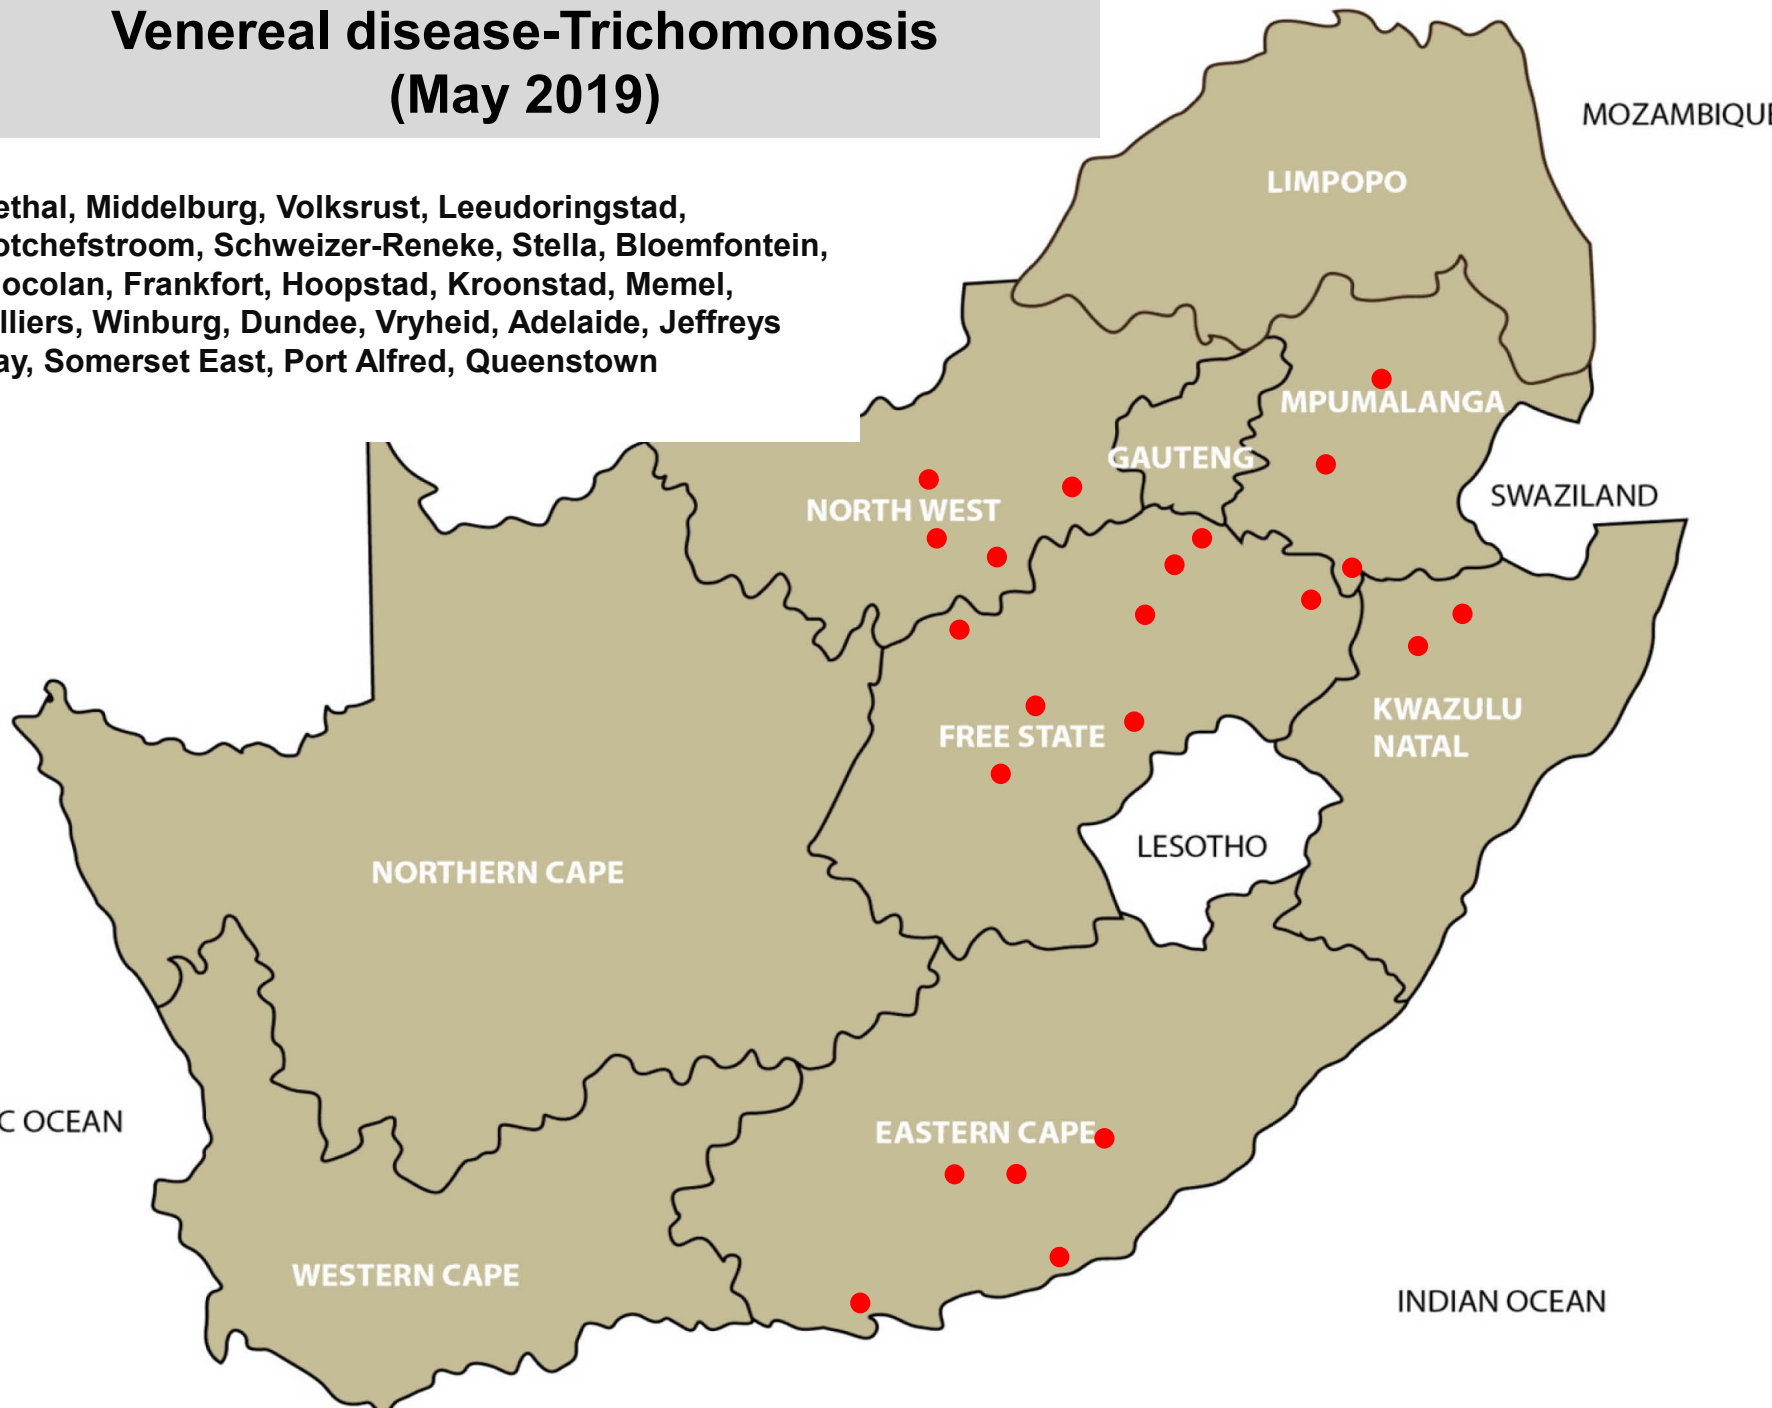 Venereal disease-Trichomonosis
(May 2019)
MOZAMBIQUE
LIMPOPO
ethal, Middelburg, Volksrust, Leeudoringstad,
otchefstroom, Schweizer-Reneke, Stella, Bloemfontein,
ocolan, Frankfort, Hoopstad, Kroonstad, Memel,
lliers, Winburg, Dundee, Vryheid, Adelaide, Jeffreys
ay, Somerset East, Port Alfred, Queenstown
MPUMALANGA
GAUTENG
SWAZILAND
NORTH WEST
KWAZULU
NATAL
FREE STATE
LESOTHO
NORTHERN CAPE
C OCEAN
EASTERN CAPE
WESTERN CAPE
INDIAN OCEAN